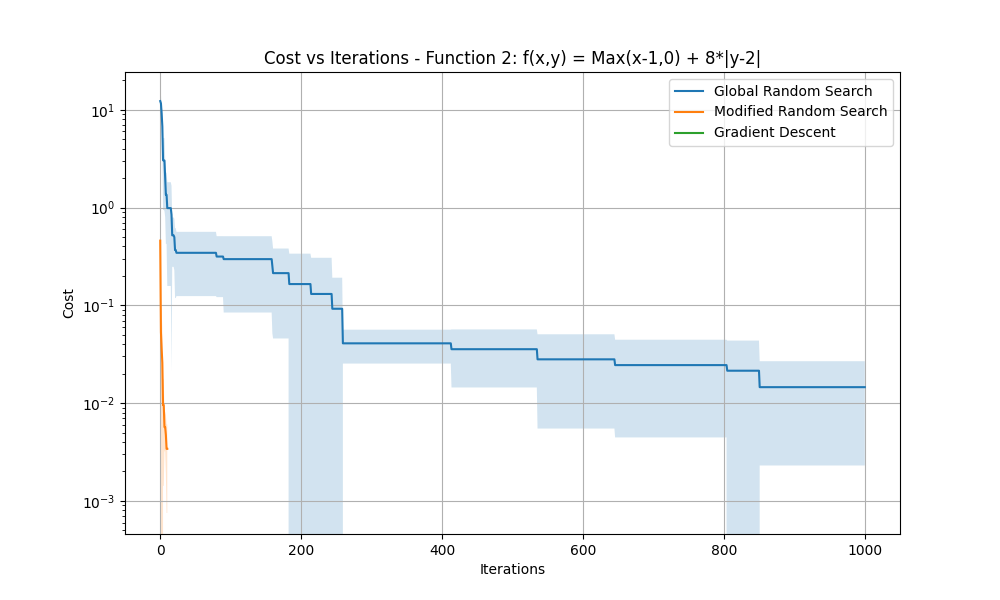 Cost vs Iterations - Function 2: f(x,y) = Max(x-1,0) + 8*|y-2|
Global Random Search
Modified Random Search
Gradient Descent
Cost
10¹
10⁰
10⁻¹
10⁻²
10⁻³
0 200 400 600 800 1000
Iterations